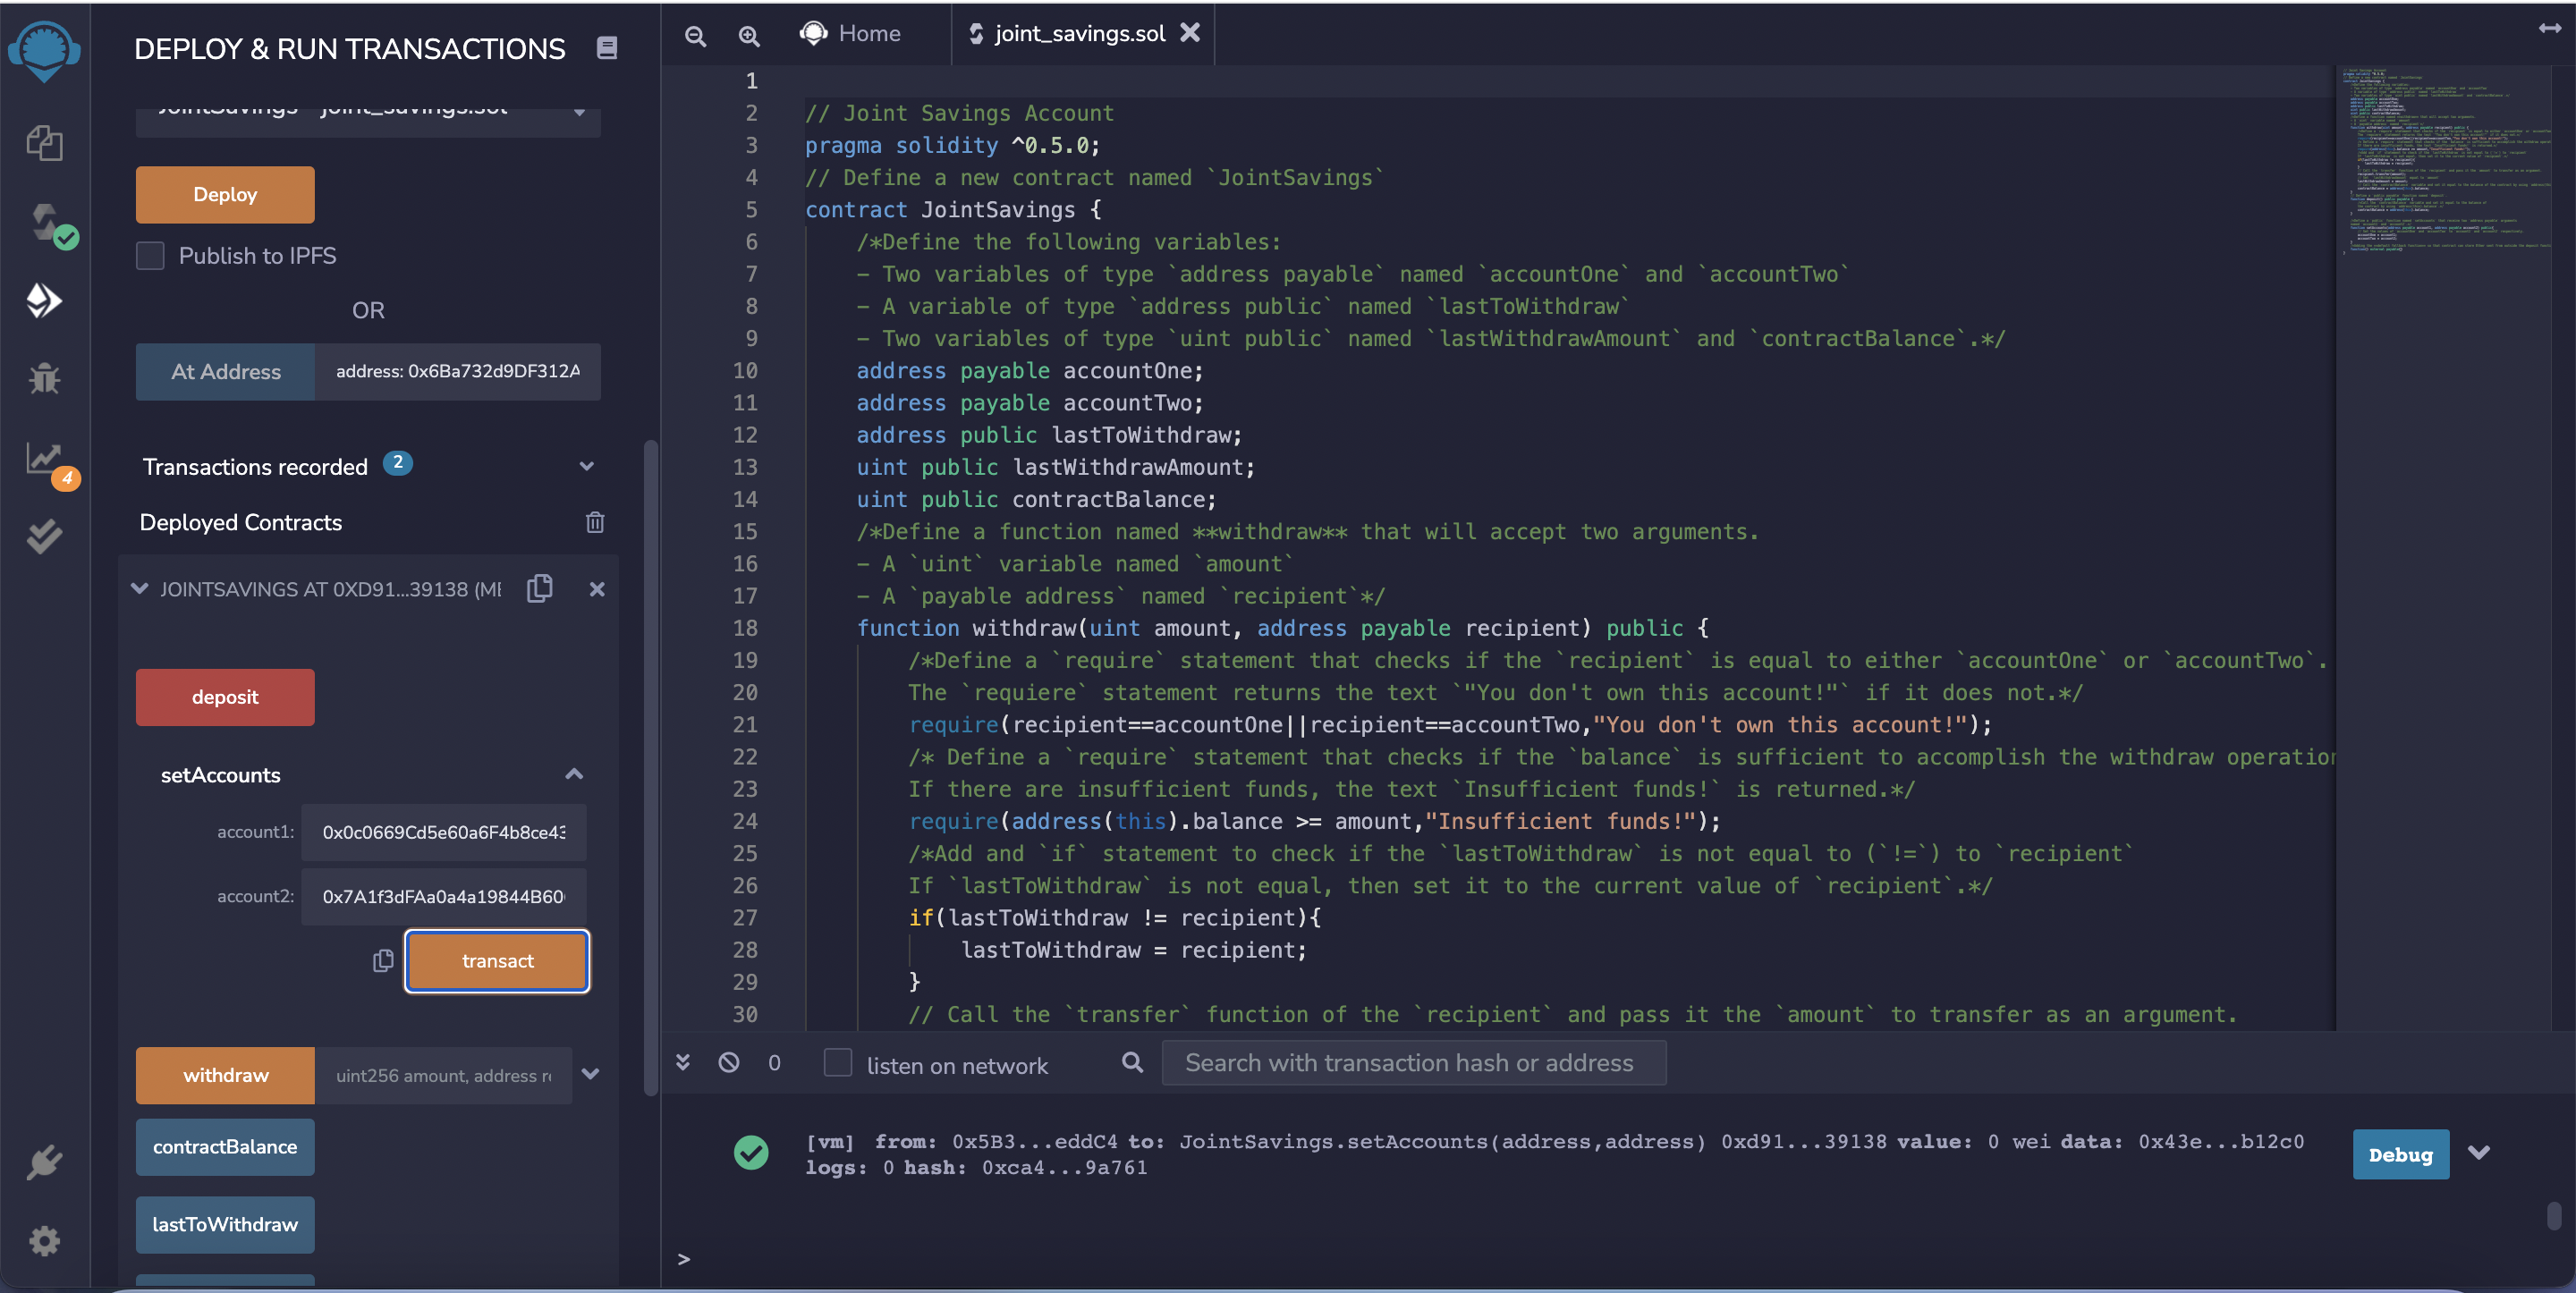 DEPLOY & RUN TRANSACTIONS
JointSavings - joint_savings.sol
Deploy
Publish to IPFS
OR
At Address
address: 0x6Ba732d9DF312A
Transactions recorded 2
Deployed Contracts
JOINTSAVINGS AT 0XD91...39138 (ME
deposit
setAccounts
account1: 0x0c0669Cd5e60a6F4b8ce43
account2: 0x7A1f3dFAa0a4a19844B60
transact
withdraw
uint256 amount, address re
contractBalance
lastToWithdraw
4
Home
joint_savings.sol
1
2 // Joint Savings Account
3 pragma solidity ^0.5.0;
4 // Define a new contract named `JointSavings`
5 contract JointSavings {
6 /*Define the following variables:
7 - Two variables of type `address payable` named `accountOne` and `accountTwo`
8 - A variable of type `address public` named `lastToWithdraw`
9 - Two variables of type `uint public` named `lastWithdrawAmount` and `contractBalance`.*/
10 address payable accountOne;
11 address payable accountTwo;
12 address public lastToWithdraw;
13 uint public lastWithdrawAmount;
14 uint public contractBalance;
15 /*Define a function named **withdraw** that will accept two arguments.
16 - A `uint` variable named `amount`
17 - A `payable address` named `recipient`*/
18 function withdraw(uint amount, address payable recipient) public {
19 /*Define a `require` statement that checks if the `recipient` is equal to either `accountOne` or `accountTwo`.
20 The `requiere` statement returns the text `"You don't own this account!"` if it does not.*/
21 require(recipient==accountOne||recipient==accountTwo,"You don't own this account!");
22 /* Define a `require` statement that checks if the `balance` is sufficient to accomplish the withdraw operation
23 If there are insufficient funds, the text `Insufficient funds!` is returned.*/
24 require(address(this).balance >= amount,"Insufficient funds!");
25 /*Add and `if` statement to check if the `lastToWithdraw` is not equal to (`!=`) to `recipient`
26 If `lastToWithdraw` is not equal, then set it to the current value of `recipient`.*/
27 if(lastToWithdraw != recipient){
28 lastToWithdraw = recipient;
29 }
30 // Call the `transfer` function of the `recipient` and pass it the `amount` to transfer as an argument.
0
listen on network
Search with transaction hash or address
[vm] from: 0x5B3...eddC4 to: JointSavings.setAccounts(address,address) 0xd91...39138 value: 0 wei data: 0x43e...b12c0
logs: 0 hash: 0xca4...9a761
Debug
>